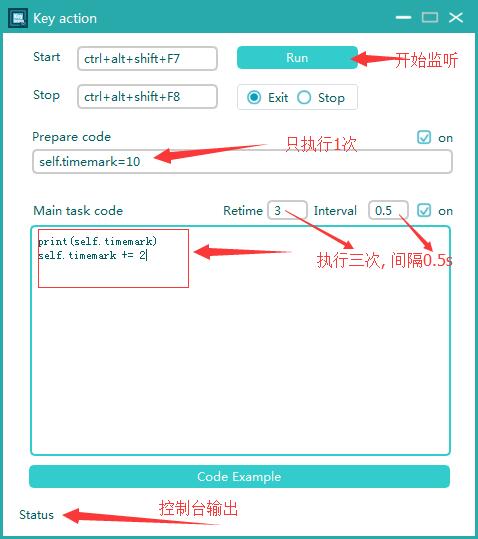 Key action
Start ctrl+alt+shift+F7 Run 开始监听
Stop ctrl+alt+shift+F8 Exit Stop
Prepare code 只执行1次 on
self.timemark=10
Main task code Retime 3 Interval 0.5 on
print(self.timemark)
self.timemark += 2
执行三次, 间隔0.5s
Code Example
控制台输出
Status